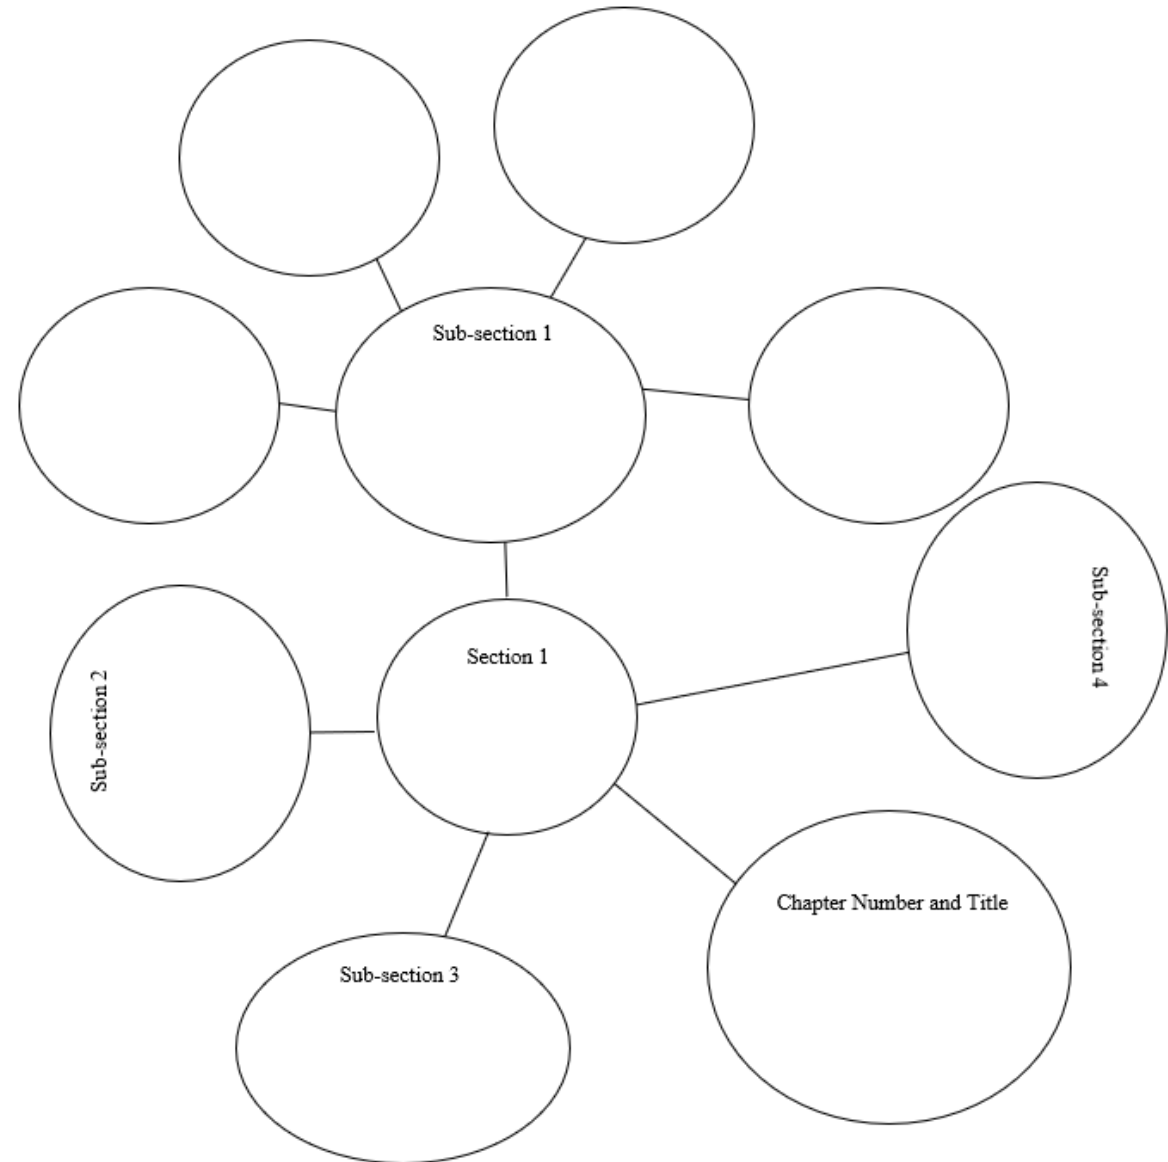 Sub-section 1
Sub-section 4
Section 1
Sub-section 2
Chapter Number and Title
Sub-section 3